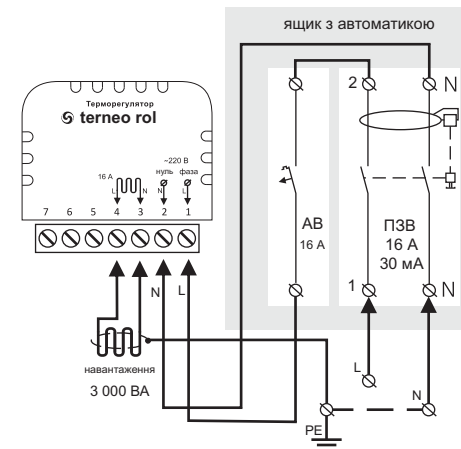 ящик з автоматикою
Терморегулятор
terneo rol
~220 В
нуль фаза
16 А
L N N L
7 6 5 4 3 2 1
2 N
АВ
16 А
ПЗВ
16 А
30 мА
1 N
N L
навантаження
3 000 ВА
L
N
PE